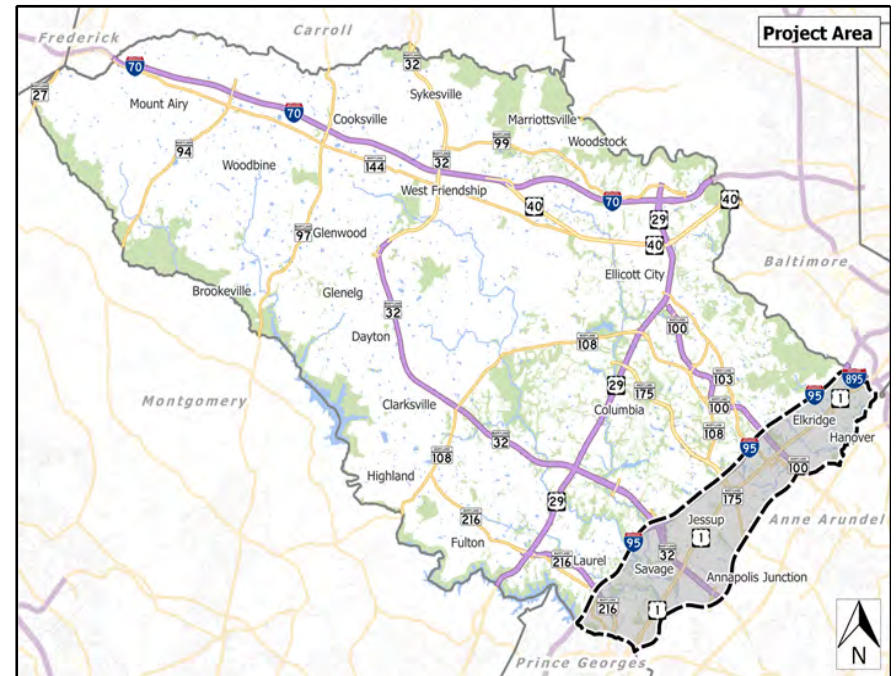 Project Area
Carroll
Frederick
MARYLAND
32
70
70
Sykesville
27
Mount Airy
Cooksville
Marriottsville
99
Woodstock
94
32
Woodbine
144
West Friendship
40
70
40
29
97
Glenwood
40
Baltimore
Ellicott City
Brookeville
Glenelg
32
100
Dayton
108
29
103
895
Montgomery
Clarksville
175
95
1
Columbia
100
Elkridge
32
108
Hanover
108
95
100
Highland
175
29
Jessup
Anne Arundel
216
95
1
Fulton
32
216
Laurel
Savage
Annapolis Junction
216
1
N
Prince Georges